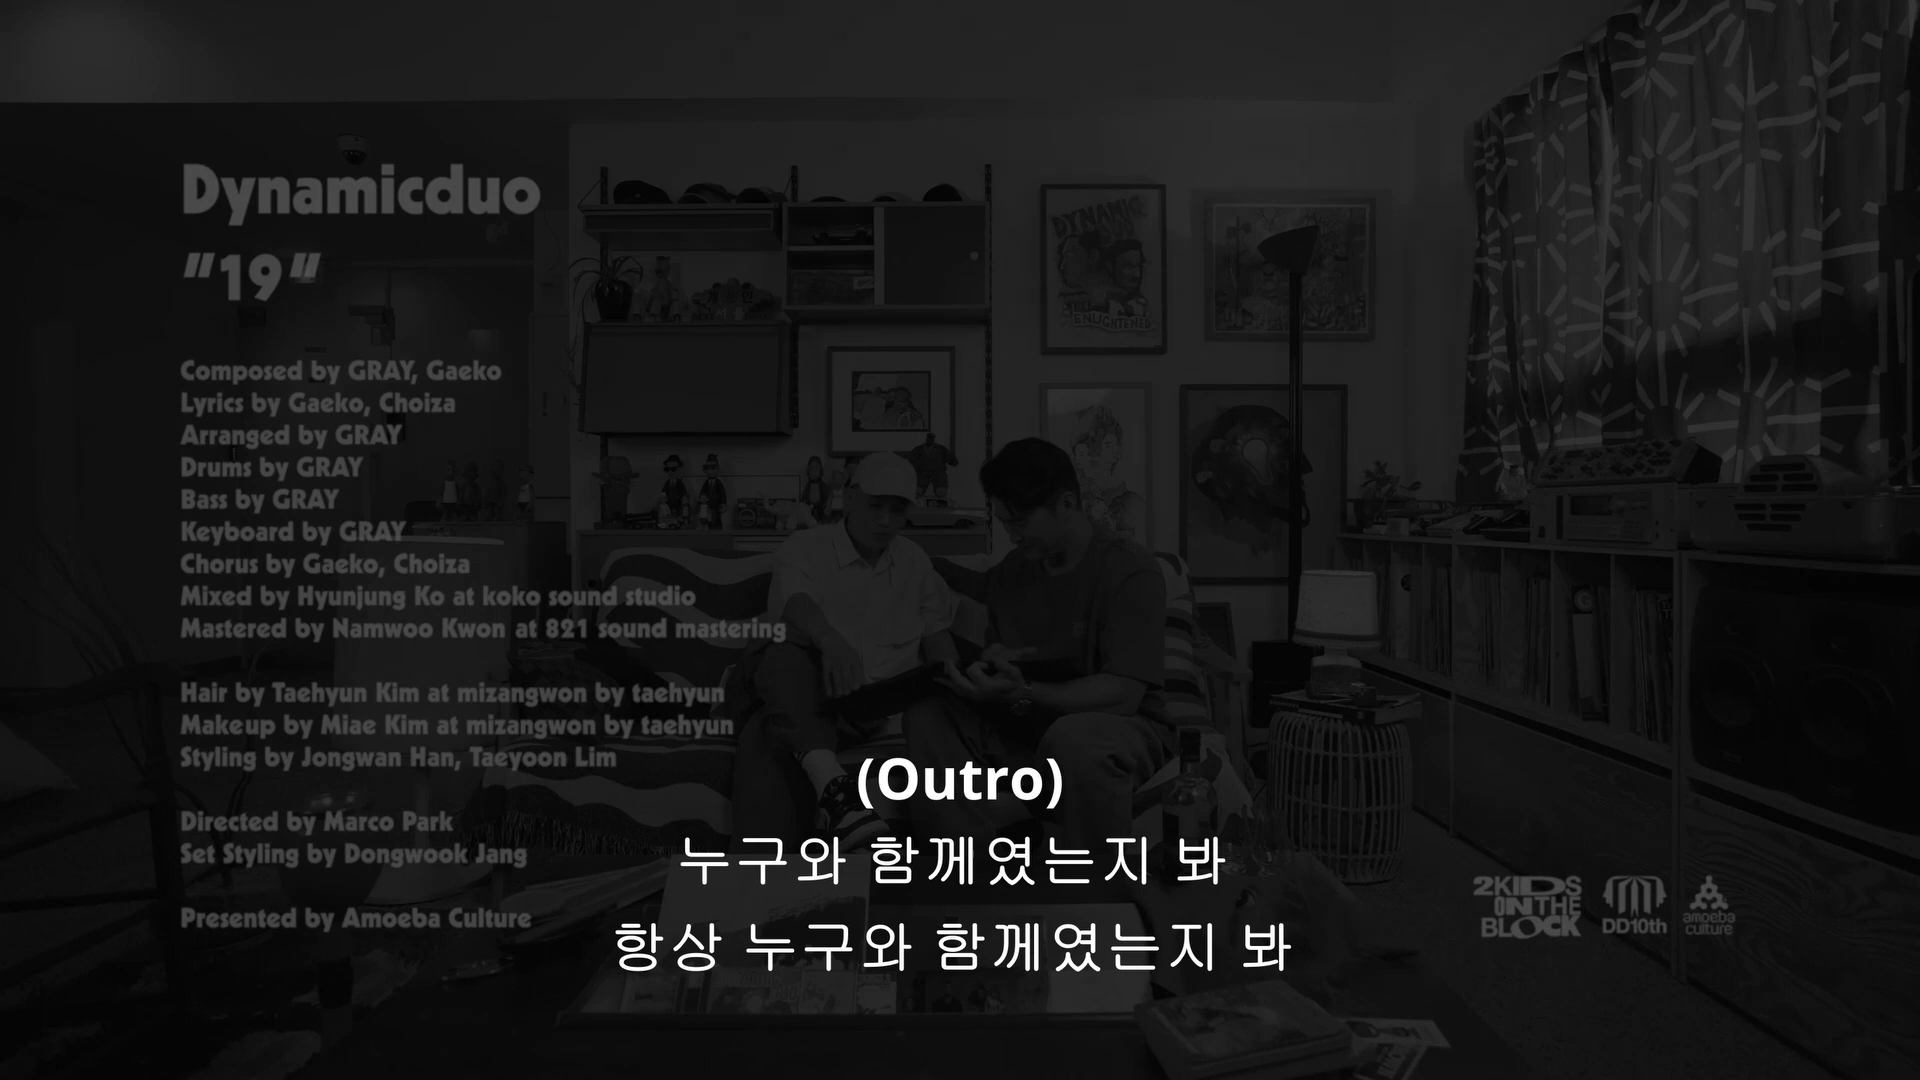 Dynamicduo
"19"
Composed by GRAY, Gaeko
Lyrics by Gaeko, Choiza
Arranged by GRAY
Drums by GRAY
Bass by GRAY
Keyboard by GRAY
Chorus by Gaeko, Choiza
Mixed by Hyunjung Ko at koko sound studio
Mastered by Namwoo Kwon at 821 sound mastering
Hair by Taehyun Kim at mizangwon by taehyun
Makeup by Miae Kim at mizangwon by taehyun
Styling by Jongwan Han, Taeyoon Lim
Directed by Marco Park
Set Styling by Dongwook Jang
Presented by Amoeba Culture
DYNAMIC
DUO
ENLIGHTENED
(Outro)
누구와 함께였는지 봐
항상 누구와 함께였는지 봐
2KIDS
ONTHE
BLOCK
DD10th
amoeba
culture